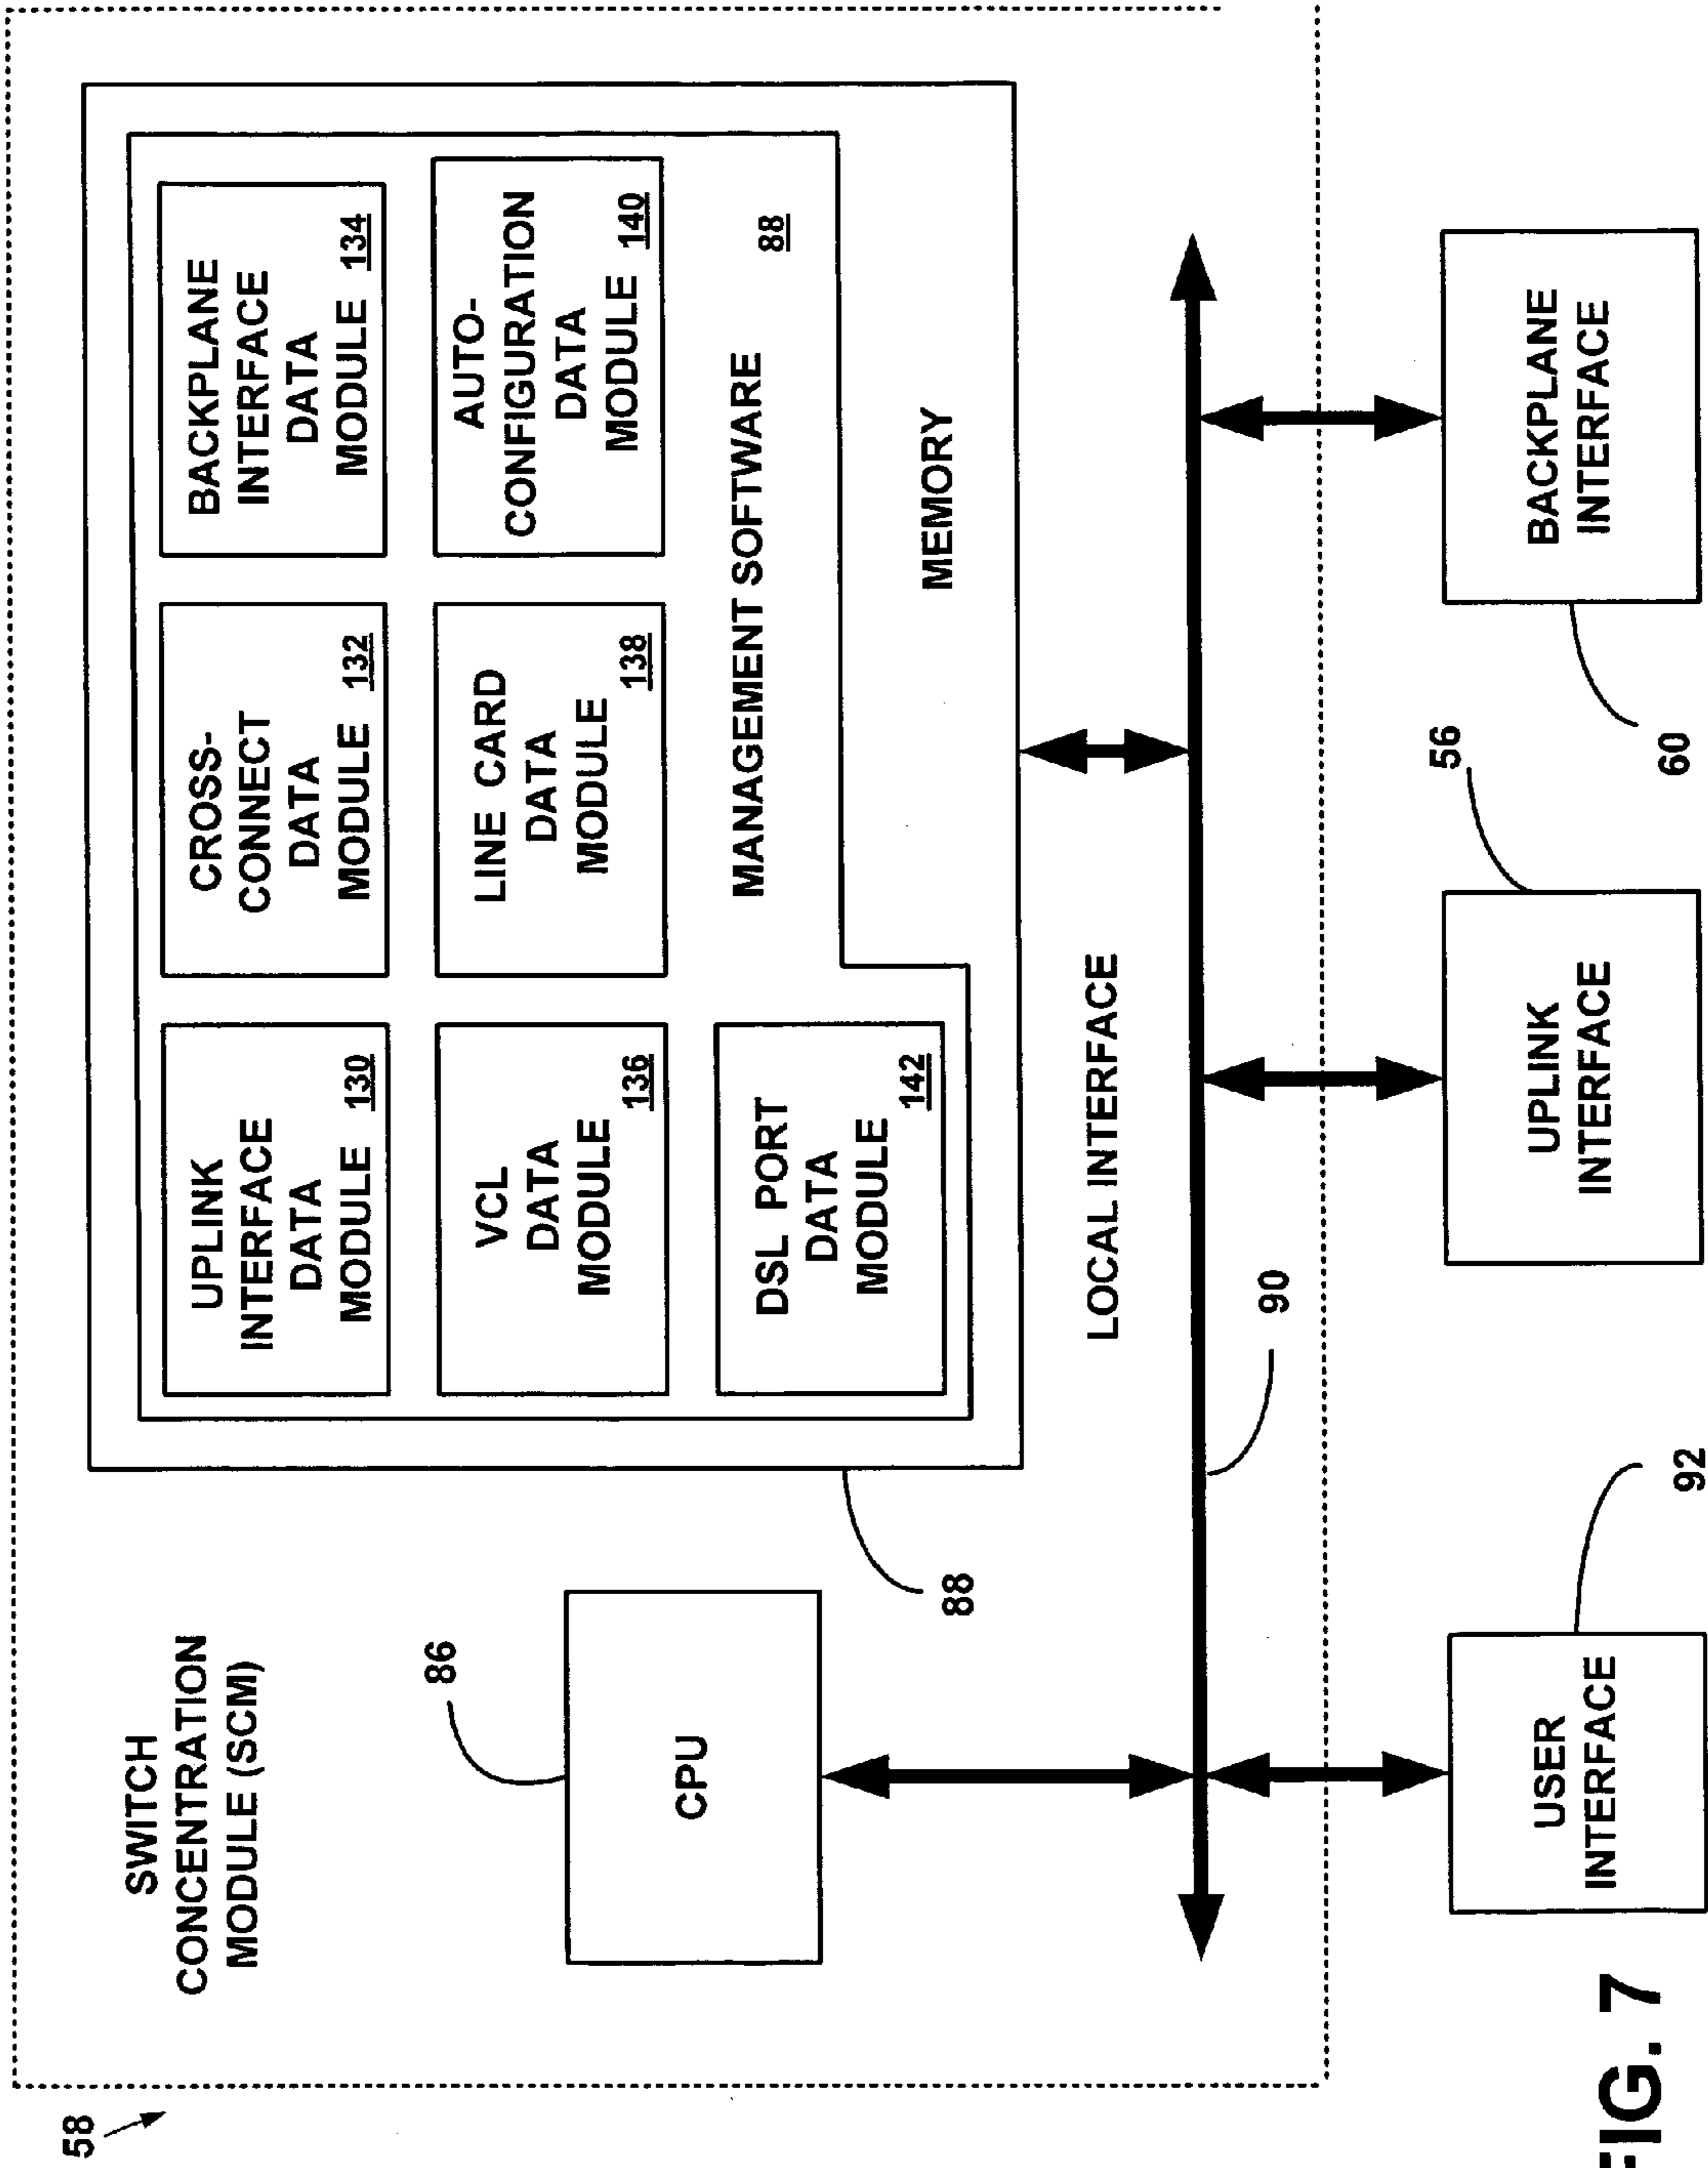 58
SWITCH
CONCENTRATION
MODULE (SCM)
86
CPU
88
UPLINK
INTERFACE
DATA
MODULE 130
CROSS-
CONNECT
DATA
MODULE 132
BACKPLANE
INTERFACE
DATA
MODULE 134
VCL
DATA
MODULE 136
LINE CARD
DATA
MODULE 138
AUTO-
CONFIGURATION
DATA
MODULE 140
DSL PORT
DATA
MODULE 142
MANAGEMENT SOFTWARE 88
MEMORY
LOCAL INTERFACE
90
USER
INTERFACE
92
UPLINK
INTERFACE
56
BACKPLANE
INTERFACE
60
FIG. 7